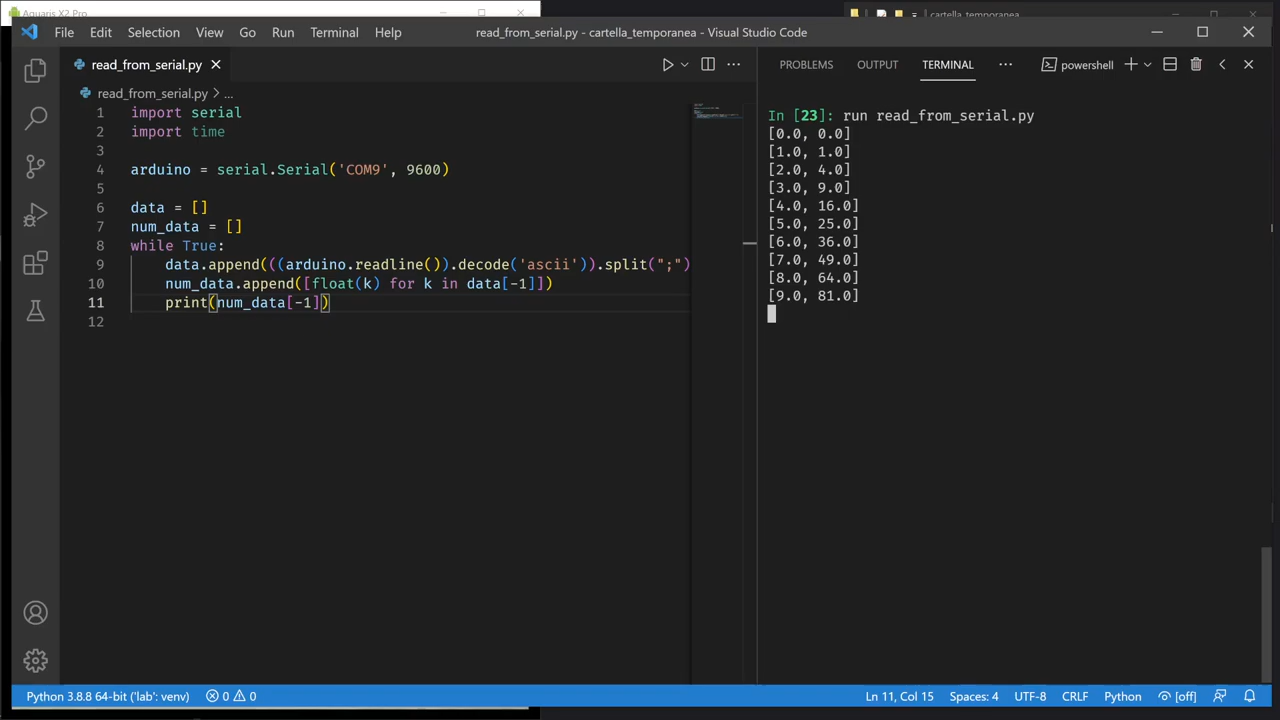 Aquaris X2 Pro
cartella_temporanea
File Edit Selection View Go Run Terminal Help
read_from_serial.py - cartella_temporanea - Visual Studio Code
read_from_serial.py
PROBLEMS OUTPUT TERMINAL powershell
read_from_serial.py > ...
1 import serial
2 import time
3
4 arduino = serial.Serial('COM9', 9600)
5
6 data = []
7 num_data = []
8 while True:
9 data.append(((arduino.readline()).decode('ascii')).split(";")
10 num_data.append([float(k) for k in data[-1]])
11 print(num_data[-1])
12
In [23]: run read_from_serial.py
[0.0, 0.0]
[1.0, 1.0]
[2.0, 4.0]
[3.0, 9.0]
[4.0, 16.0]
[5.0, 25.0]
[6.0, 36.0]
[7.0, 49.0]
[8.0, 64.0]
[9.0, 81.0]
Python 3.8.8 64-bit ('lab': venv) 0 0 Ln 11, Col 15 Spaces: 4 UTF-8 CRLF Python [off]